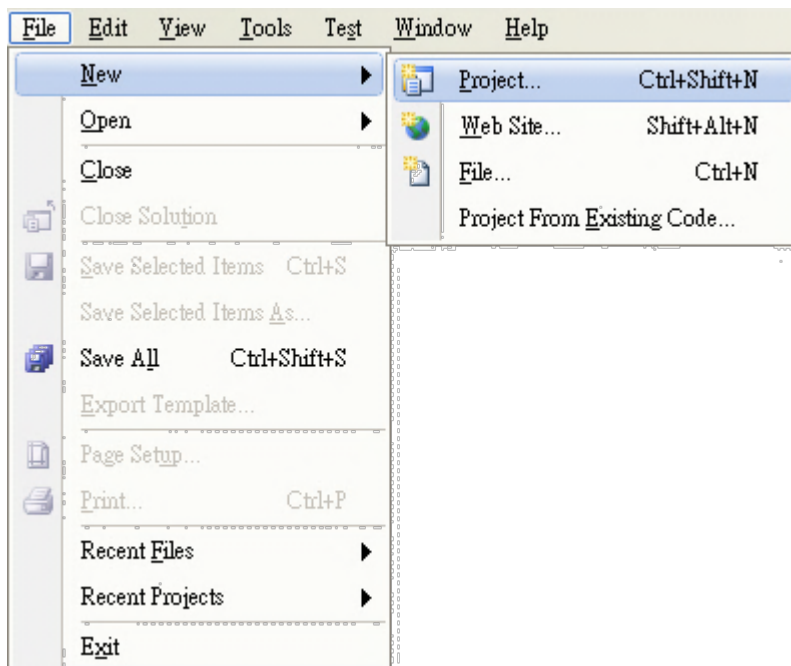 File Edit View Tools Test Window Help
New
Project... Ctrl+Shift+N
Open
Web Site... Shift+Alt+N
Close
File... Ctrl+N
Close Solution
Project From Existing Code...
Save Selected Items Ctrl+S
Save Selected Items As...
Save All Ctrl+Shift+S
Export Template...
Page Setup...
Print... Ctrl+P
Recent Files
Recent Projects
Exit